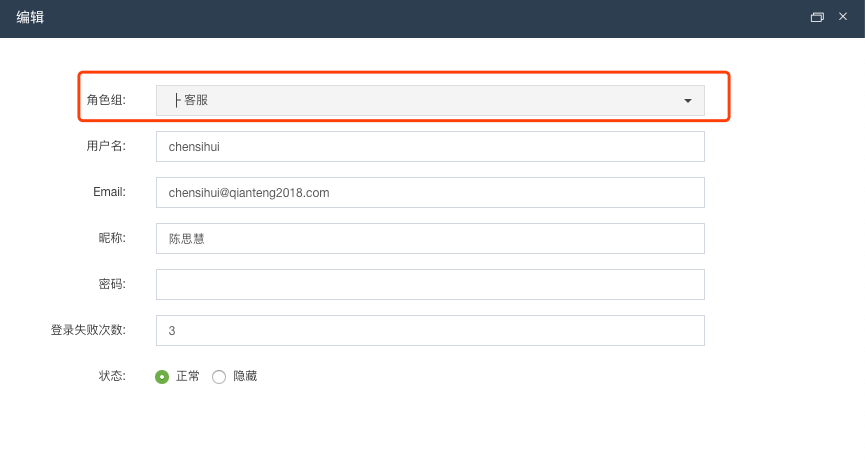 编辑
角色组: ├ 客服
用户名: chensihui
Email: chensihui@qianteng2018.com
昵称: 陈思慧
密码:
登录失败次数: 3
状态: 正常 隐藏